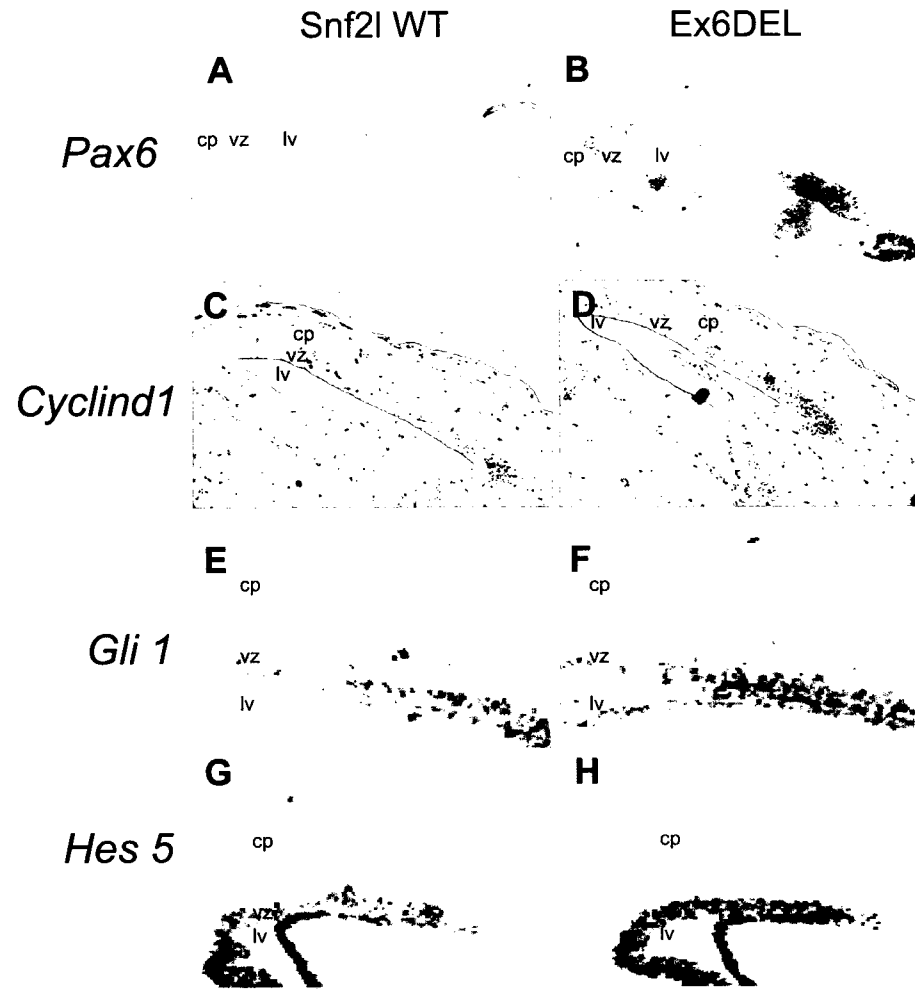 Snf2l WT Ex6DEL
A B
Pax6
cp vz lv
cp vz lv
C D
Cyclind1
cp
vz
lv
lv vz cp
E F
Gli 1
cp
vz
lv
cp
vz
lv
G H
Hes 5
cp
vz
lv
cp
lv